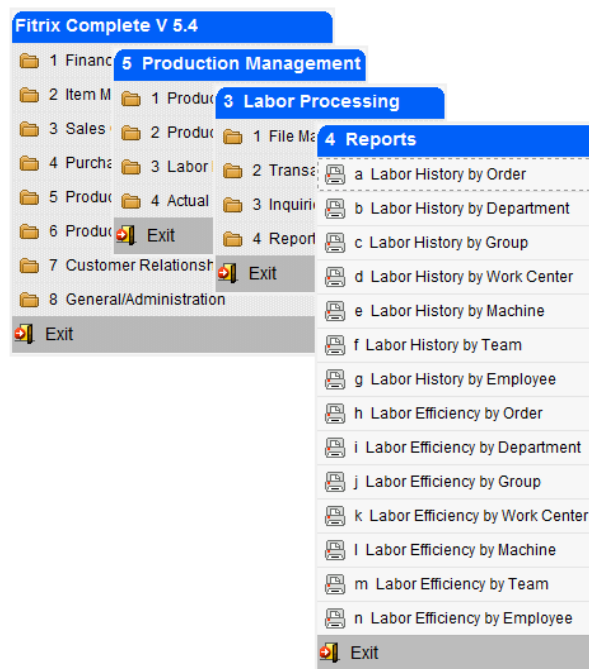 Fitrix Complete V 5.4
1 Financ
2 Item M
3 Sales
4 Purcha
5 Produc
6 Produc
7 Customer Relationsh
8 General/Administration
Exit
5 Production Management
1 Produc
2 Produc
3 Labor
4 Actual
Exit
3 Labor Processing
1 File Ma
2 Transa
3 Inquiri
4 Report
Exit
4 Reports
a Labor History by Order
b Labor History by Department
c Labor History by Group
d Labor History by Work Center
e Labor History by Machine
f Labor History by Team
g Labor History by Employee
h Labor Efficiency by Order
i Labor Efficiency by Department
j Labor Efficiency by Group
k Labor Efficiency by Work Center
l Labor Efficiency by Machine
m Labor Efficiency by Team
n Labor Efficiency by Employee
Exit